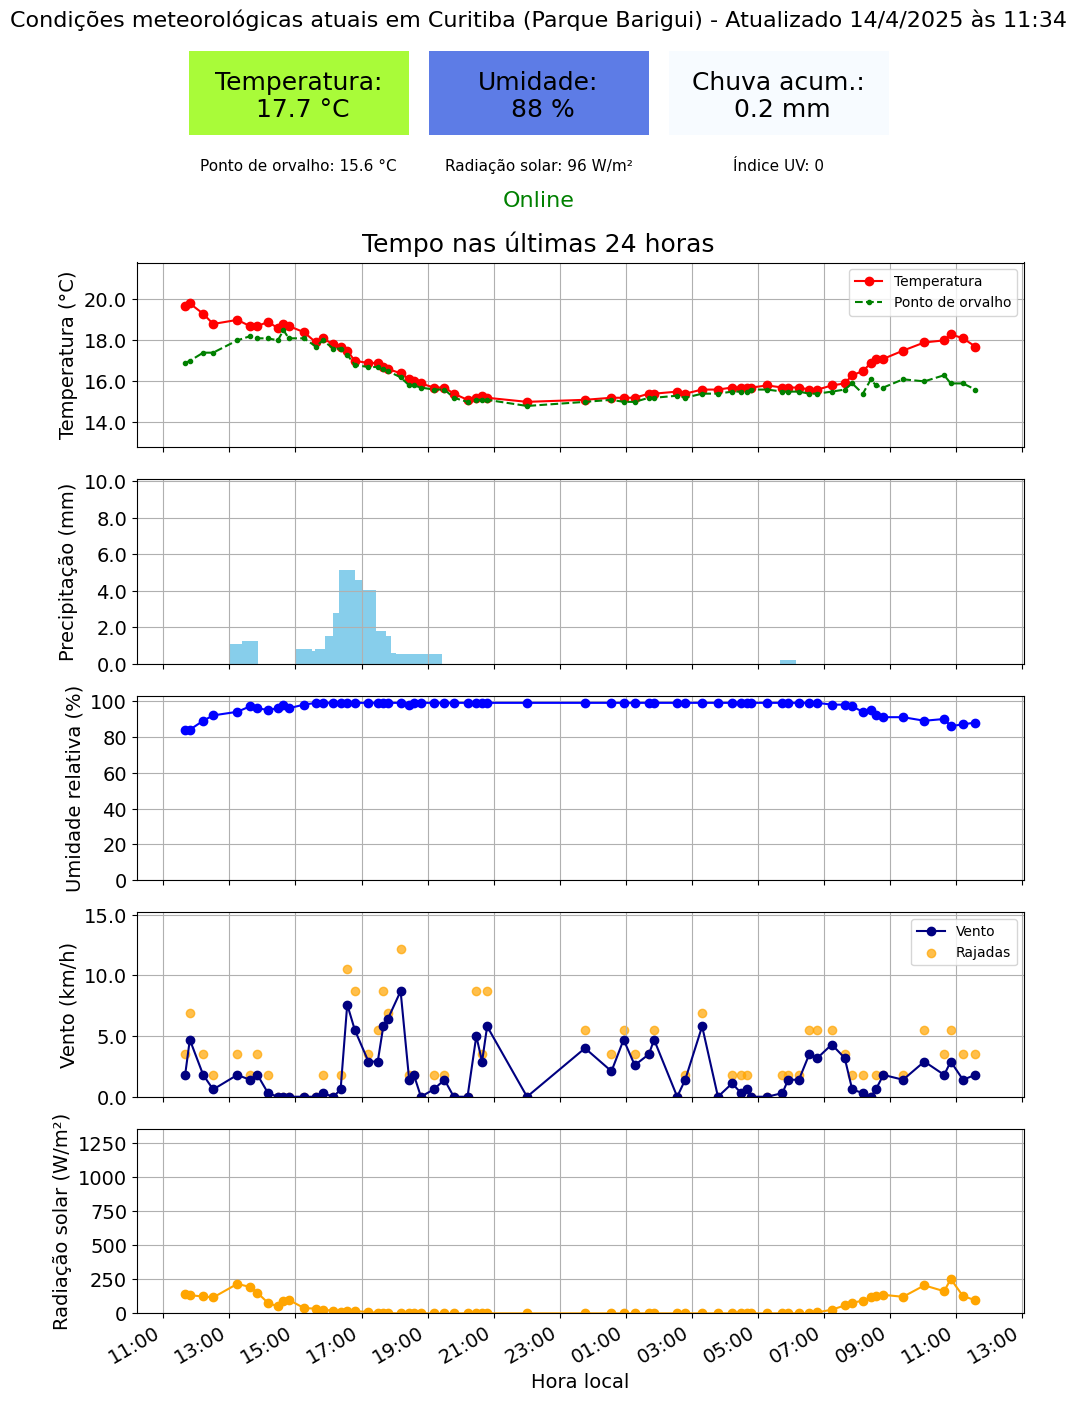 Condições meteorológicas atuais em Curitiba (Parque Barigui) - Atualizado 14/4/2025 às 11:34
Temperatura:
17.7 °C
Umidade:
88 %
Chuva acum.:
0.2 mm
Ponto de orvalho: 15.6 °C
Radiação solar: 96 W/m²
Índice UV: 0
Online
Tempo nas últimas 24 horas
Temperatura (°C)
20.0
18.0
16.0
14.0
Temperatura
Ponto de orvalho
Precipitação (mm)
10.0
8.0
6.0
4.0
2.0
0.0
Umidade relativa (%)
100
80
60
40
20
0
Vento (km/h)
15.0
10.0
5.0
0.0
Vento
Rajadas
Radiação solar (W/m²)
1250
1000
750
500
250
0
11:00
13:00
15:00
17:00
19:00
21:00
23:00
01:00
03:00
05:00
07:00
09:00
11:00
13:00
Hora local